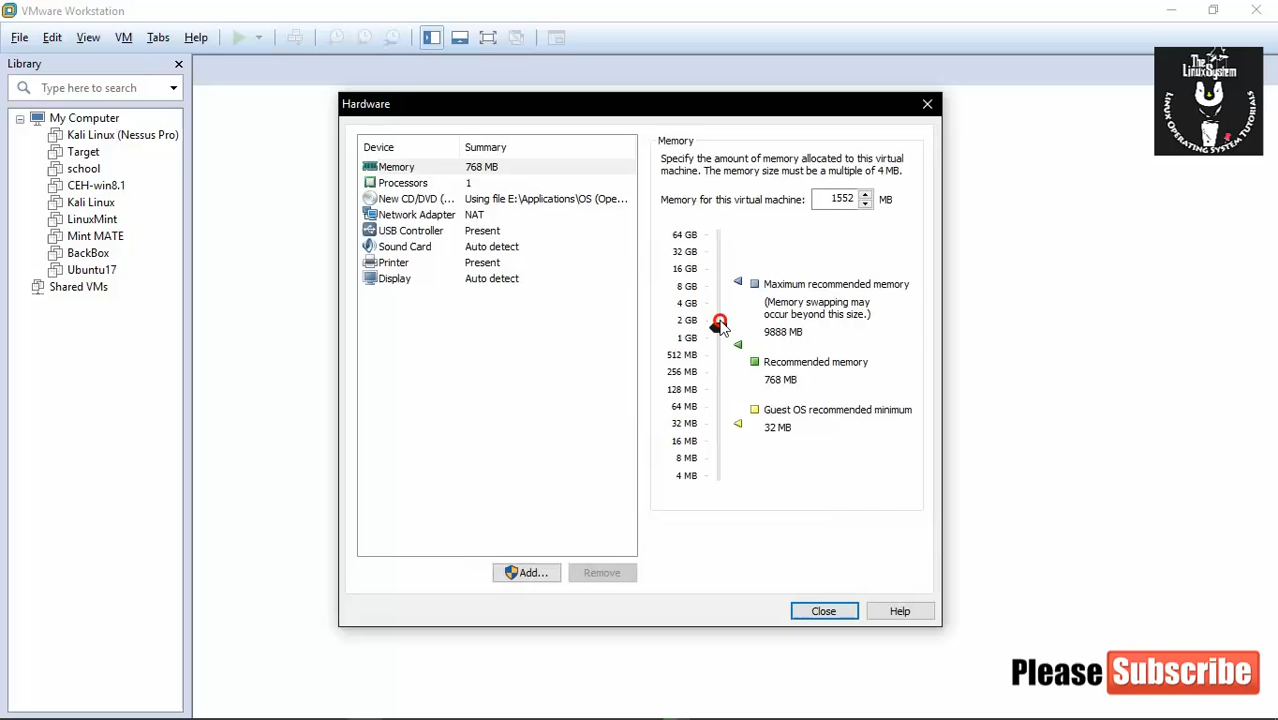 VMware Workstation
File Edit View VM Tabs Help
Library
Type here to search
My Computer
Kali Linux (Nessus Pro)
Target
school
CEH-win8.1
Kali Linux
LinuxMint
Mint MATE
BackBox
Ubuntu17
Shared VMs
Hardware
Device Summary
Memory 768 MB
Processors 1
New CD/DVD (... Using file E:\Applications\OS (Ope...
Network Adapter NAT
USB Controller Present
Sound Card Auto detect
Printer Present
Display Auto detect
Add... Remove
Memory
Specify the amount of memory allocated to this virtual
machine. The memory size must be a multiple of 4 MB.
Memory for this virtual machine: 1552 MB
64 GB
32 GB
16 GB
8 GB
4 GB
2 GB
1 GB
512 MB
256 MB
128 MB
64 MB
32 MB
16 MB
8 MB
4 MB
Maximum recommended memory
(Memory swapping may
occur beyond this size.)
9888 MB
Recommended memory
768 MB
Guest OS recommended minimum
32 MB
Close Help
The
LinuxSystem
LINUX OPERATING SYSTEM TUTORIALS
Please Subscribe